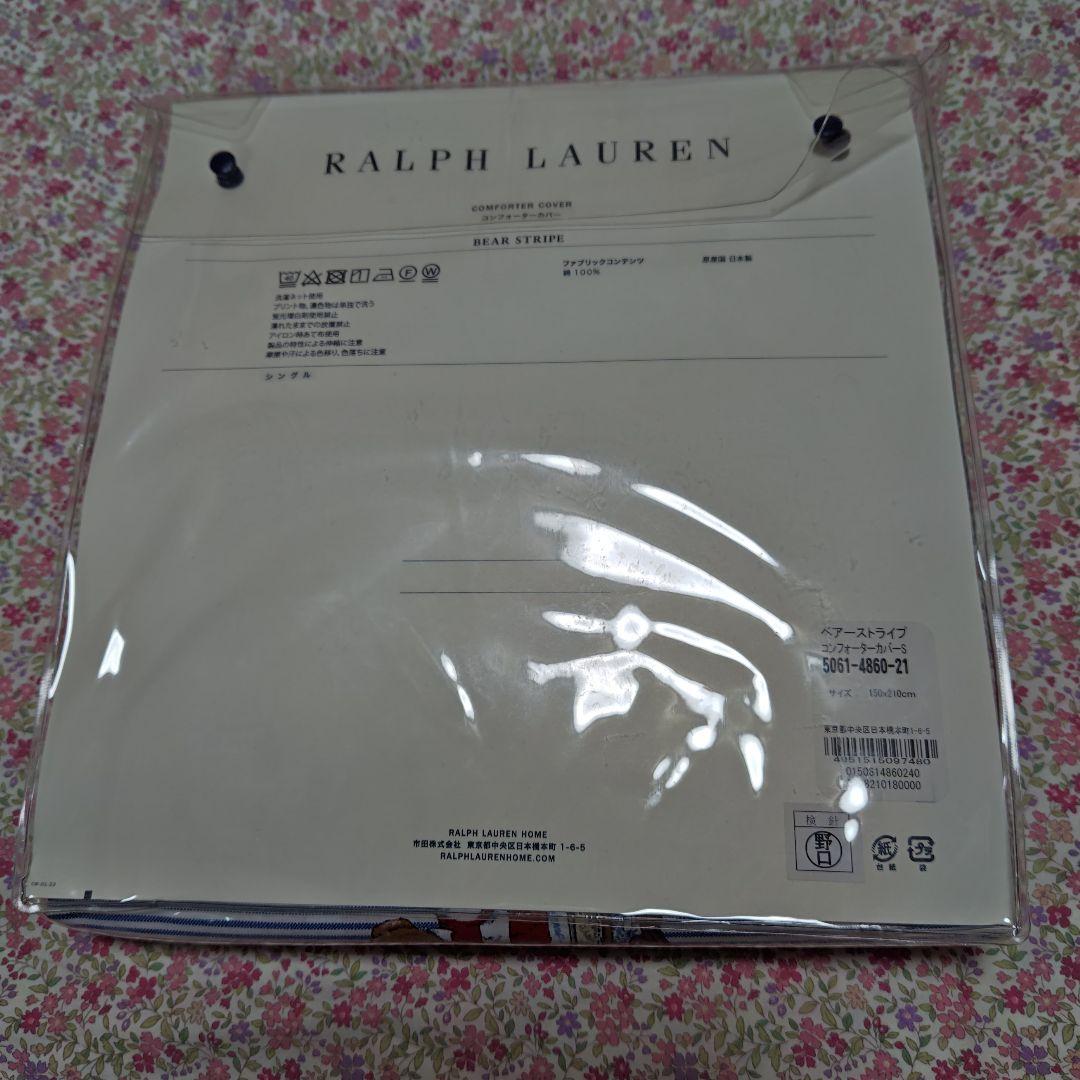 RALPH LAUREN
COMFORTER COVER
コンフォーターカバー
BEAR STRIPE
ファブリックコンテンツ
綿 100%
原産国 日本製
洗濯ネット使用
プリント物、濃色物は単独で洗う
蛍光増白剤使用禁止
濡れたままでの放置禁止
アイロン時あて布使用
製品の特性による伸縮に注意
摩擦や汗による色移り、色落ちに注意
シングル
ベアーストライプ
コンフォーターカバーS
5061-4860-21
サイズ 150x210cm
東京都中央区日本橋本町1-6-5
4951515097480
0150614860240
8210180000
検 針
野口
紙
台紙
プラ
袋
RALPH LAUREN HOME
市田株式会社 東京都中央区日本橋本町 1-6-5
RALPHLAURENHOME.COM